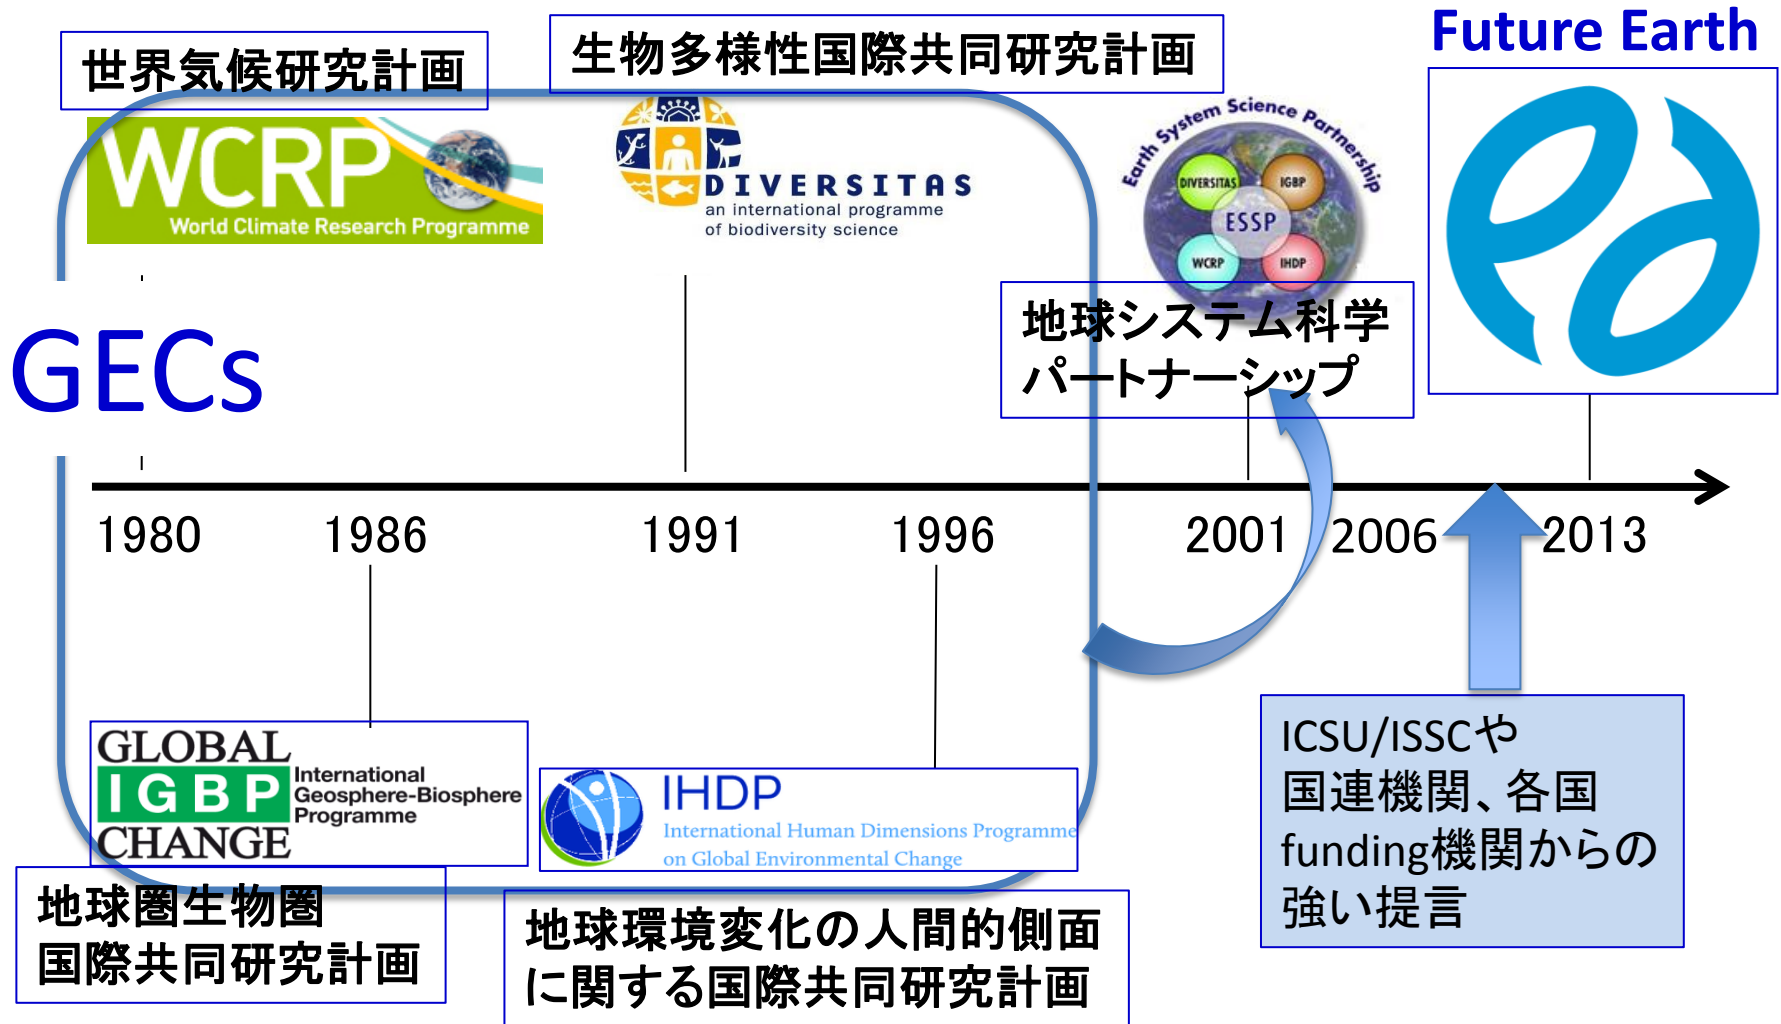 世界気候研究計画
生物多様性国際共同研究計画
Future Earth
WCRP
World Climate Research Programme
DIVERSITAS
an international programme
of biodiversity science
Earth System Science Partnership
DIVERSITAS
IGBP
ESSP
WCRP
IHDP
地球システム科学
パートナーシップ
GECs
1980
1986
1991
1996
2001
2006
2013
GLOBAL
IGBP
International
Geosphere-Biosphere
Programme
CHANGE
IHDP
International Human Dimensions Programme
on Global Environmental Change
地球圏生物圏
国際共同研究計画
地球環境変化の人間的側面
に関する国際共同研究計画
ICSU/ISSCや
国連機関、各国
funding機関からの
強い提言